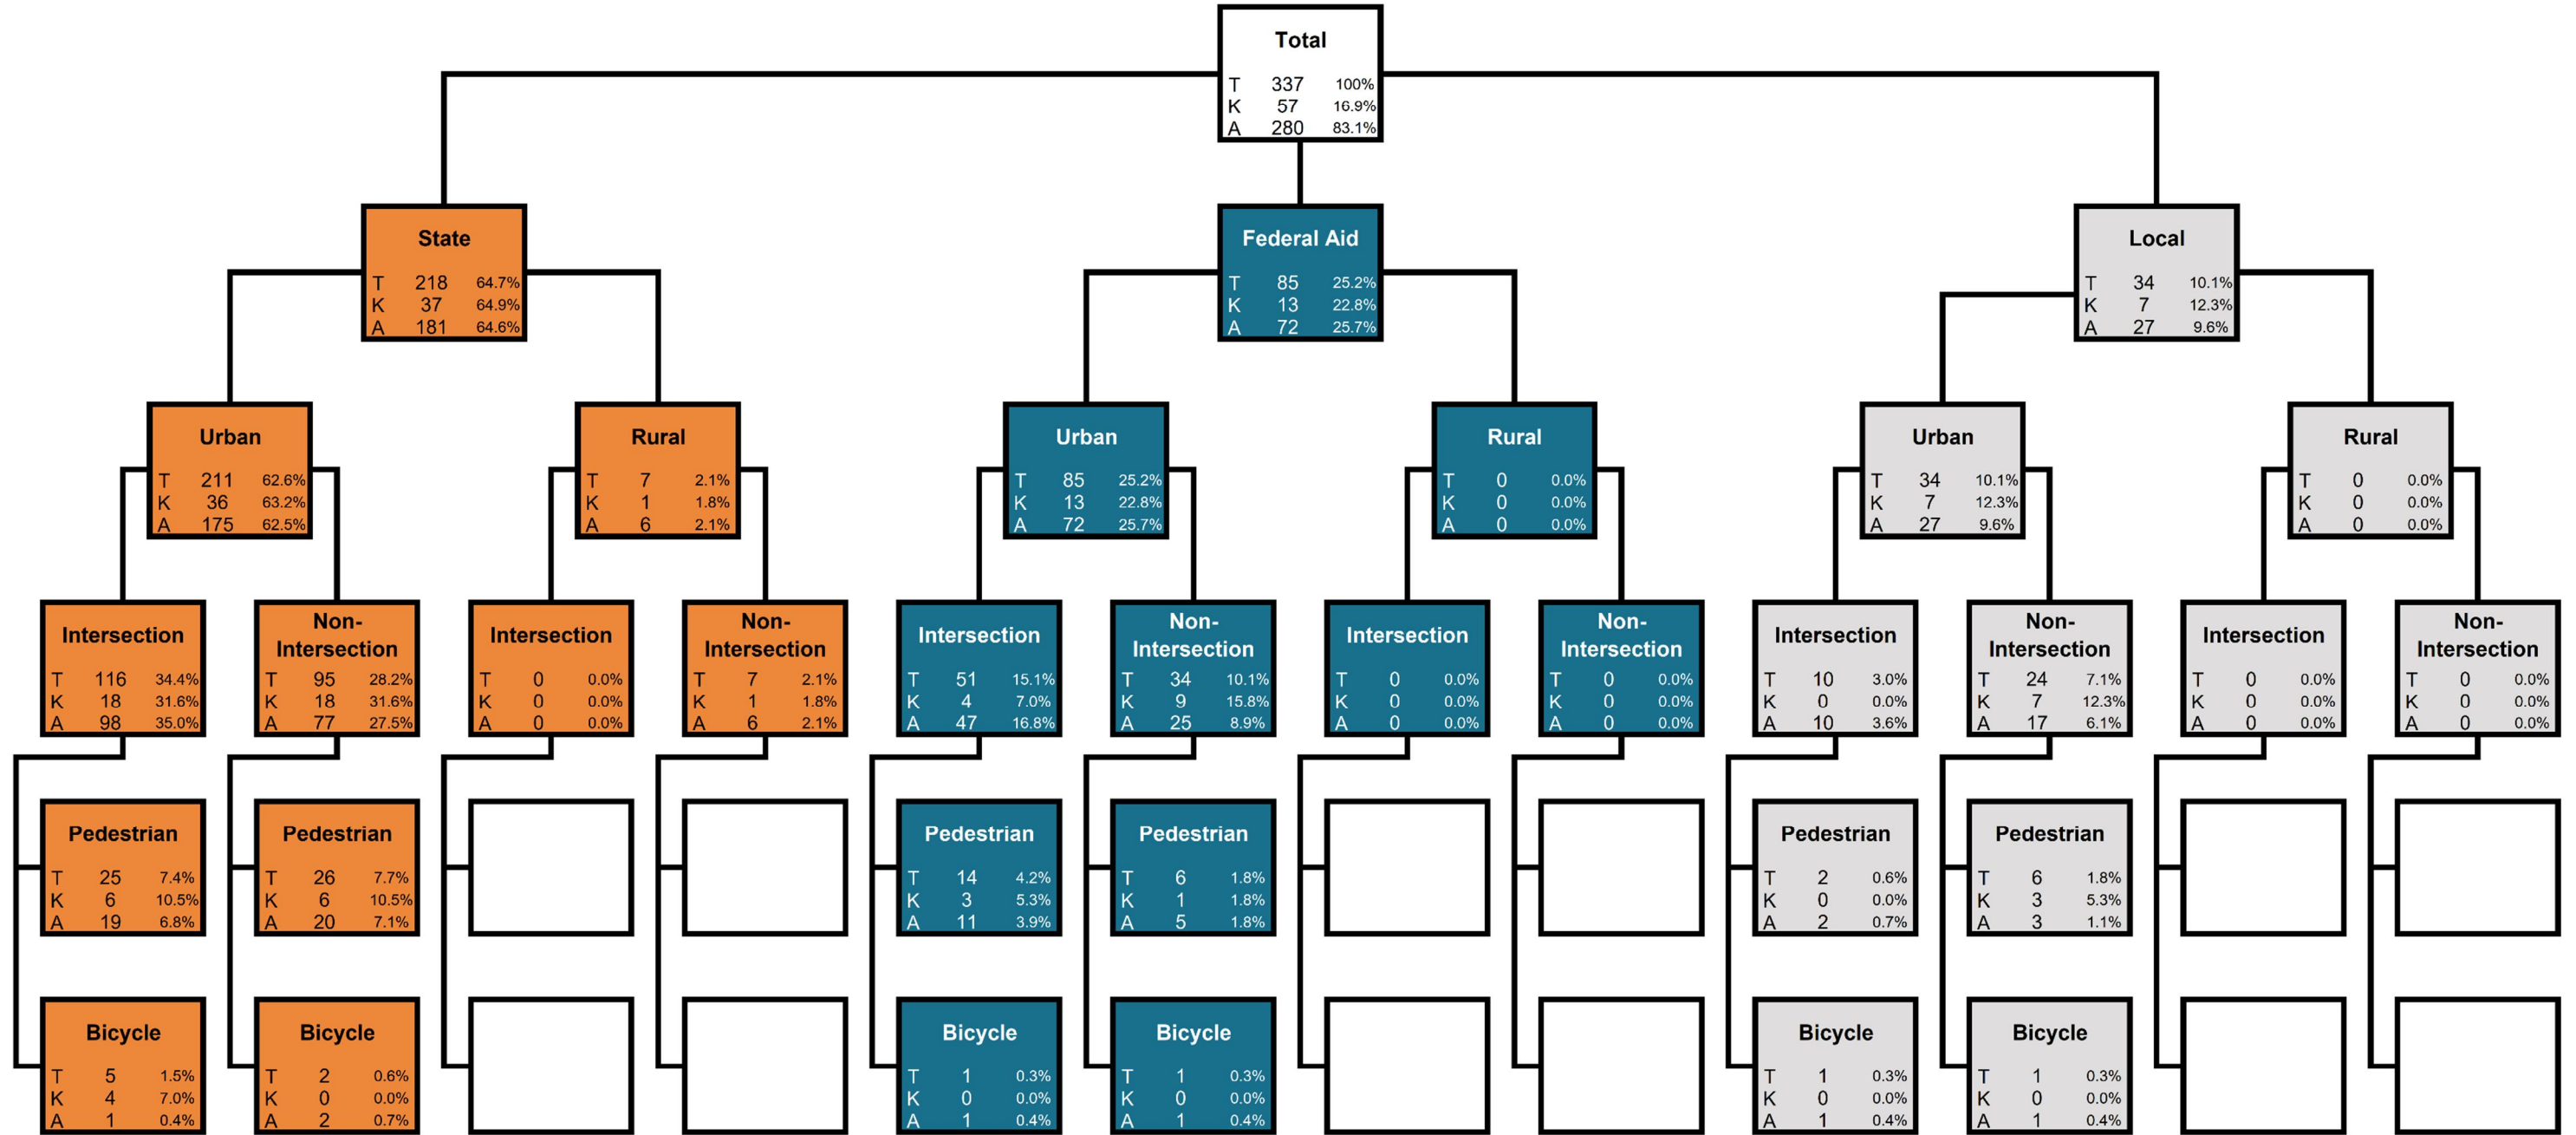 Total
T 337 100%
K 57 16.9%
A 280 83.1%
State
T 218 64.7%
K 37 64.9%
A 181 64.6%
Federal Aid
T 85 25.2%
K 13 22.8%
A 72 25.7%
Local
T 34 10.1%
K 7 12.3%
A 27 9.6%
Urban
T 211 62.6%
K 36 63.2%
A 175 62.5%
Rural
T 7 2.1%
K 1 1.8%
A 6 2.1%
Urban
T 85 25.2%
K 13 22.8%
A 72 25.7%
Rural
T 0 0.0%
K 0 0.0%
A 0 0.0%
Urban
T 34 10.1%
K 7 12.3%
A 27 9.6%
Rural
T 0 0.0%
K 0 0.0%
A 0 0.0%
Intersection
T 116 34.4%
K 18 31.6%
A 98 35.0%
Non-
Intersection
T 95 28.2%
K 18 31.6%
A 77 27.5%
Intersection
T 0 0.0%
K 0 0.0%
A 0 0.0%
Non-
Intersection
T 7 2.1%
K 1 1.8%
A 6 2.1%
Intersection
T 51 15.1%
K 4 7.0%
A 47 16.8%
Non-
Intersection
T 34 10.1%
K 9 15.8%
A 25 8.9%
Intersection
T 0 0.0%
K 0 0.0%
A 0 0.0%
Non-
Intersection
T 0 0.0%
K 0 0.0%
A 0 0.0%
Intersection
T 10 3.0%
K 0 0.0%
A 10 3.6%
Non-
Intersection
T 24 7.1%
K 7 12.3%
A 17 6.1%
Intersection
T 0 0.0%
K 0 0.0%
A 0 0.0%
Non-
Intersection
T 0 0.0%
K 0 0.0%
A 0 0.0%
Pedestrian
T 25 7.4%
K 6 10.5%
A 19 6.8%
Pedestrian
T 26 7.7%
K 6 10.5%
A 20 7.1%
Pedestrian
T 14 4.2%
K 3 5.3%
A 11 3.9%
Pedestrian
T 6 1.8%
K 1 1.8%
A 5 1.8%
Pedestrian
T 2 0.6%
K 0 0.0%
A 2 0.7%
Pedestrian
T 6 1.8%
K 3 5.3%
A 3 1.1%
Bicycle
T 5 1.5%
K 4 7.0%
A 1 0.4%
Bicycle
T 2 0.6%
K 0 0.0%
A 2 0.7%
Bicycle
T 1 0.3%
K 0 0.0%
A 1 0.4%
Bicycle
T 1 0.3%
K 0 0.0%
A 1 0.4%
Bicycle
T 1 0.3%
K 0 0.0%
A 1 0.4%
Bicycle
T 1 0.3%
K 0 0.0%
A 1 0.4%